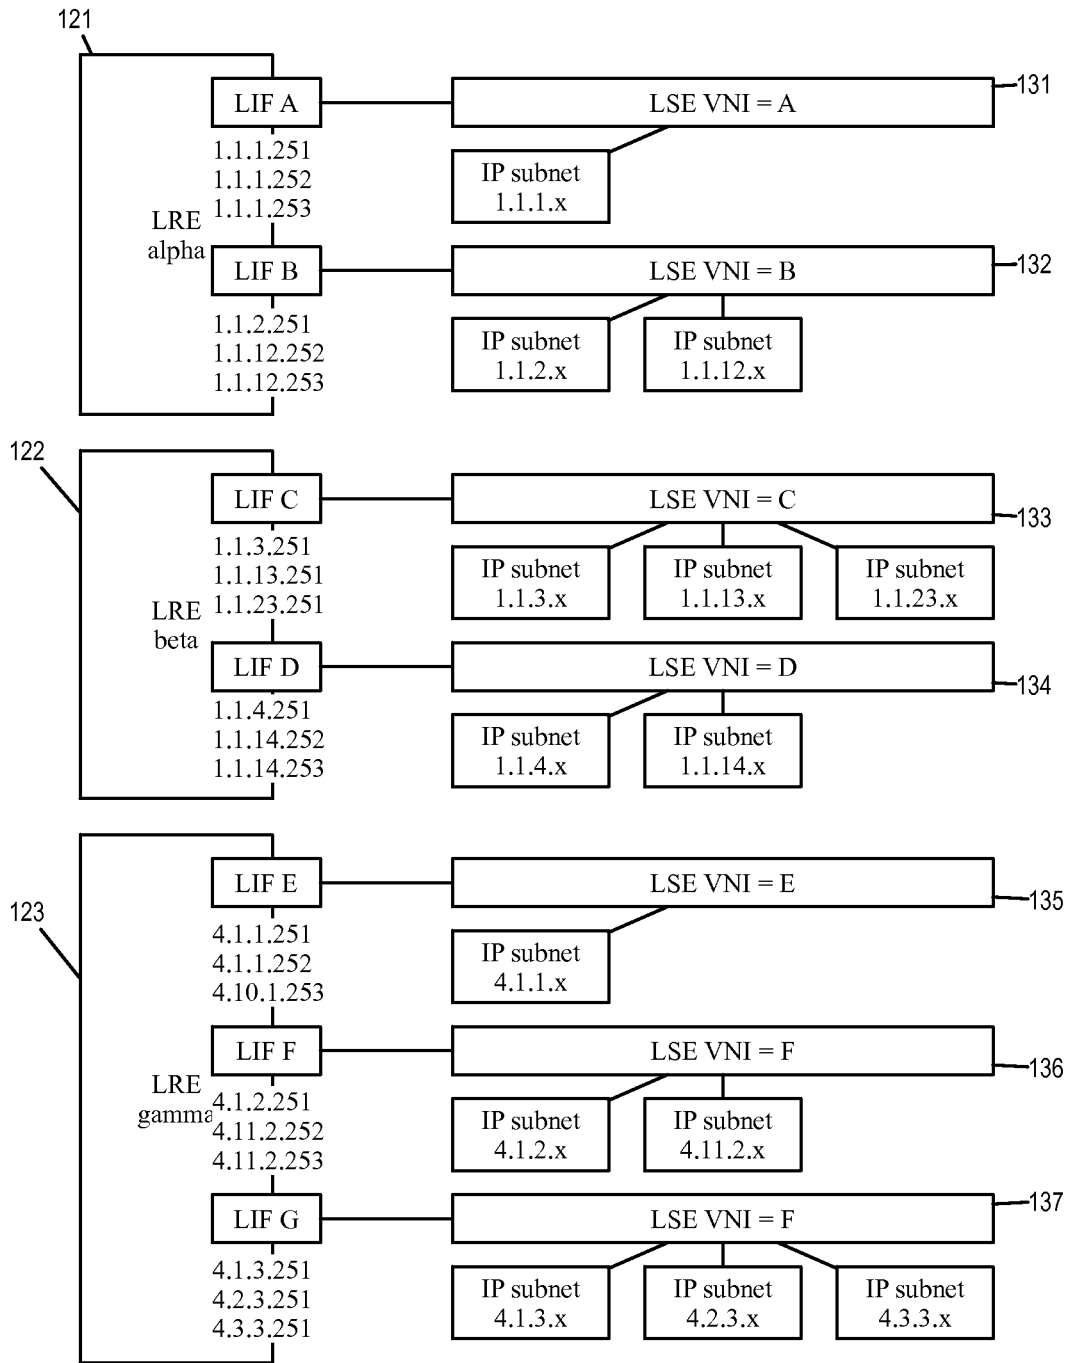 121
LIF A
LSE VNI = A
131
1.1.1.251
1.1.1.252
1.1.1.253
IP subnet
1.1.1.x
LRE
alpha
LIF B
LSE VNI = B
132
1.1.2.251
1.1.12.252
1.1.12.253
IP subnet
1.1.2.x
IP subnet
1.1.12.x
122
LIF C
LSE VNI = C
133
1.1.3.251
1.1.13.251
1.1.23.251
IP subnet
1.1.3.x
IP subnet
1.1.13.x
IP subnet
1.1.23.x
LRE
beta
LIF D
LSE VNI = D
134
1.1.4.251
1.1.14.252
1.1.14.253
IP subnet
1.1.4.x
IP subnet
1.1.14.x
123
LIF E
LSE VNI = E
135
4.1.1.251
4.1.1.252
4.10.1.253
IP subnet
4.1.1.x
LIF F
LSE VNI = F
136
LRE
gamma
4.1.2.251
4.11.2.252
4.11.2.253
IP subnet
4.1.2.x
IP subnet
4.11.2.x
LIF G
LSE VNI = F
137
4.1.3.251
4.2.3.251
4.3.3.251
IP subnet
4.1.3.x
IP subnet
4.2.3.x
IP subnet
4.3.3.x